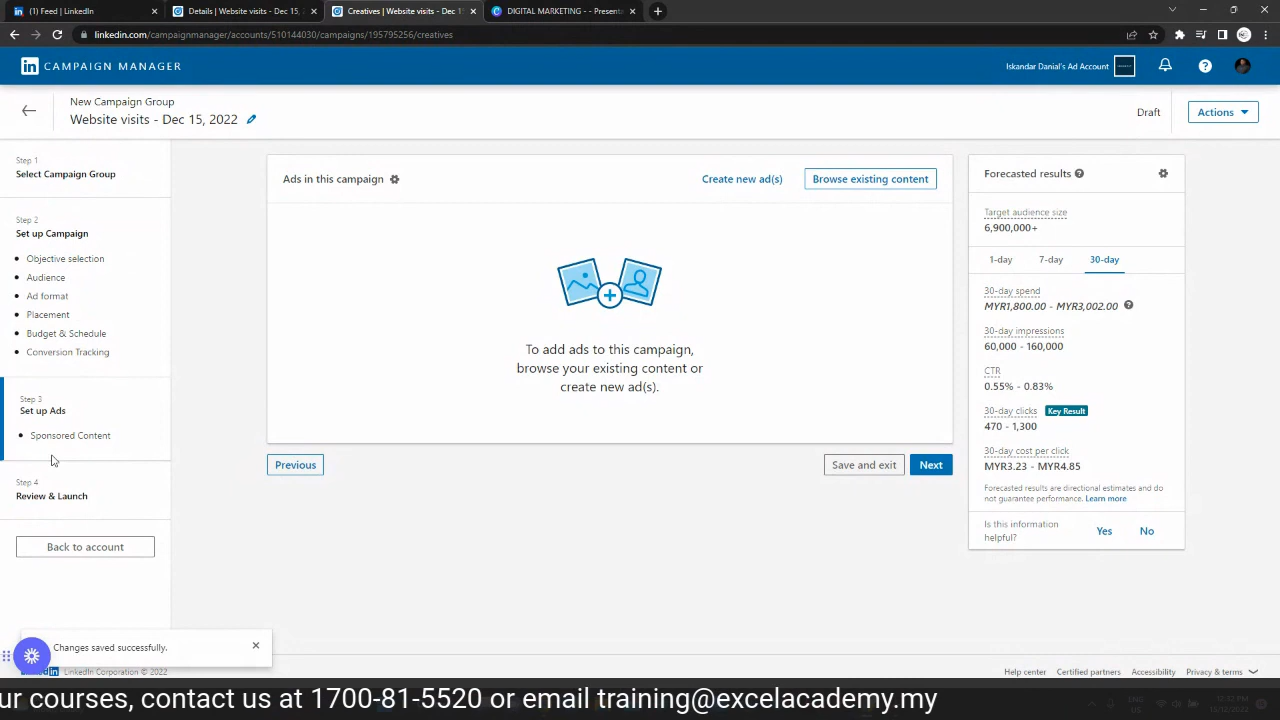 (1) Feed | LinkedIn
Details | Website visits - Dec 15,
Creatives | Website visits - Dec 15
DIGITAL MARKETING - - Presenta
linkedin.com/campaignmanager/accounts/510144030/campaigns/195795256/creatives
in CAMPAIGN MANAGER
Iskandar Danial's Ad Account
New Campaign Group
Website visits - Dec 15, 2022
Draft
Actions
Step 1
Select Campaign Group
Step 2
Set up Campaign
Objective selection
Audience
Ad format
Placement
Budget & Schedule
Conversion Tracking
Step 3
Set up Ads
Sponsored Content
Step 4
Review & Launch
Back to account
Ads in this campaign
Create new ad(s)
Browse existing content
To add ads to this campaign,
browse your existing content or
create new ad(s).
Previous
Save and exit
Next
Forecasted results
Target audience size
6,900,000+
1-day 7-day 30-day
30-day spend
MYR1,800.00 - MYR3,002.00
30-day impressions
60,000 - 160,000
CTR
0.55% - 0.83%
30-day clicks Key Result
470 - 1,300
30-day cost per click
MYR3.23 - MYR4.85
Forecasted results are directional estimates and do
not guarantee performance. Learn more
Is this information
helpful?
Yes No
Changes saved successfully.
in LinkedIn Corporation © 2022
Help center Certified partners Accessibility Privacy & terms
ur courses, contact us at 1700-81-5520 or email training@excelacademy.my